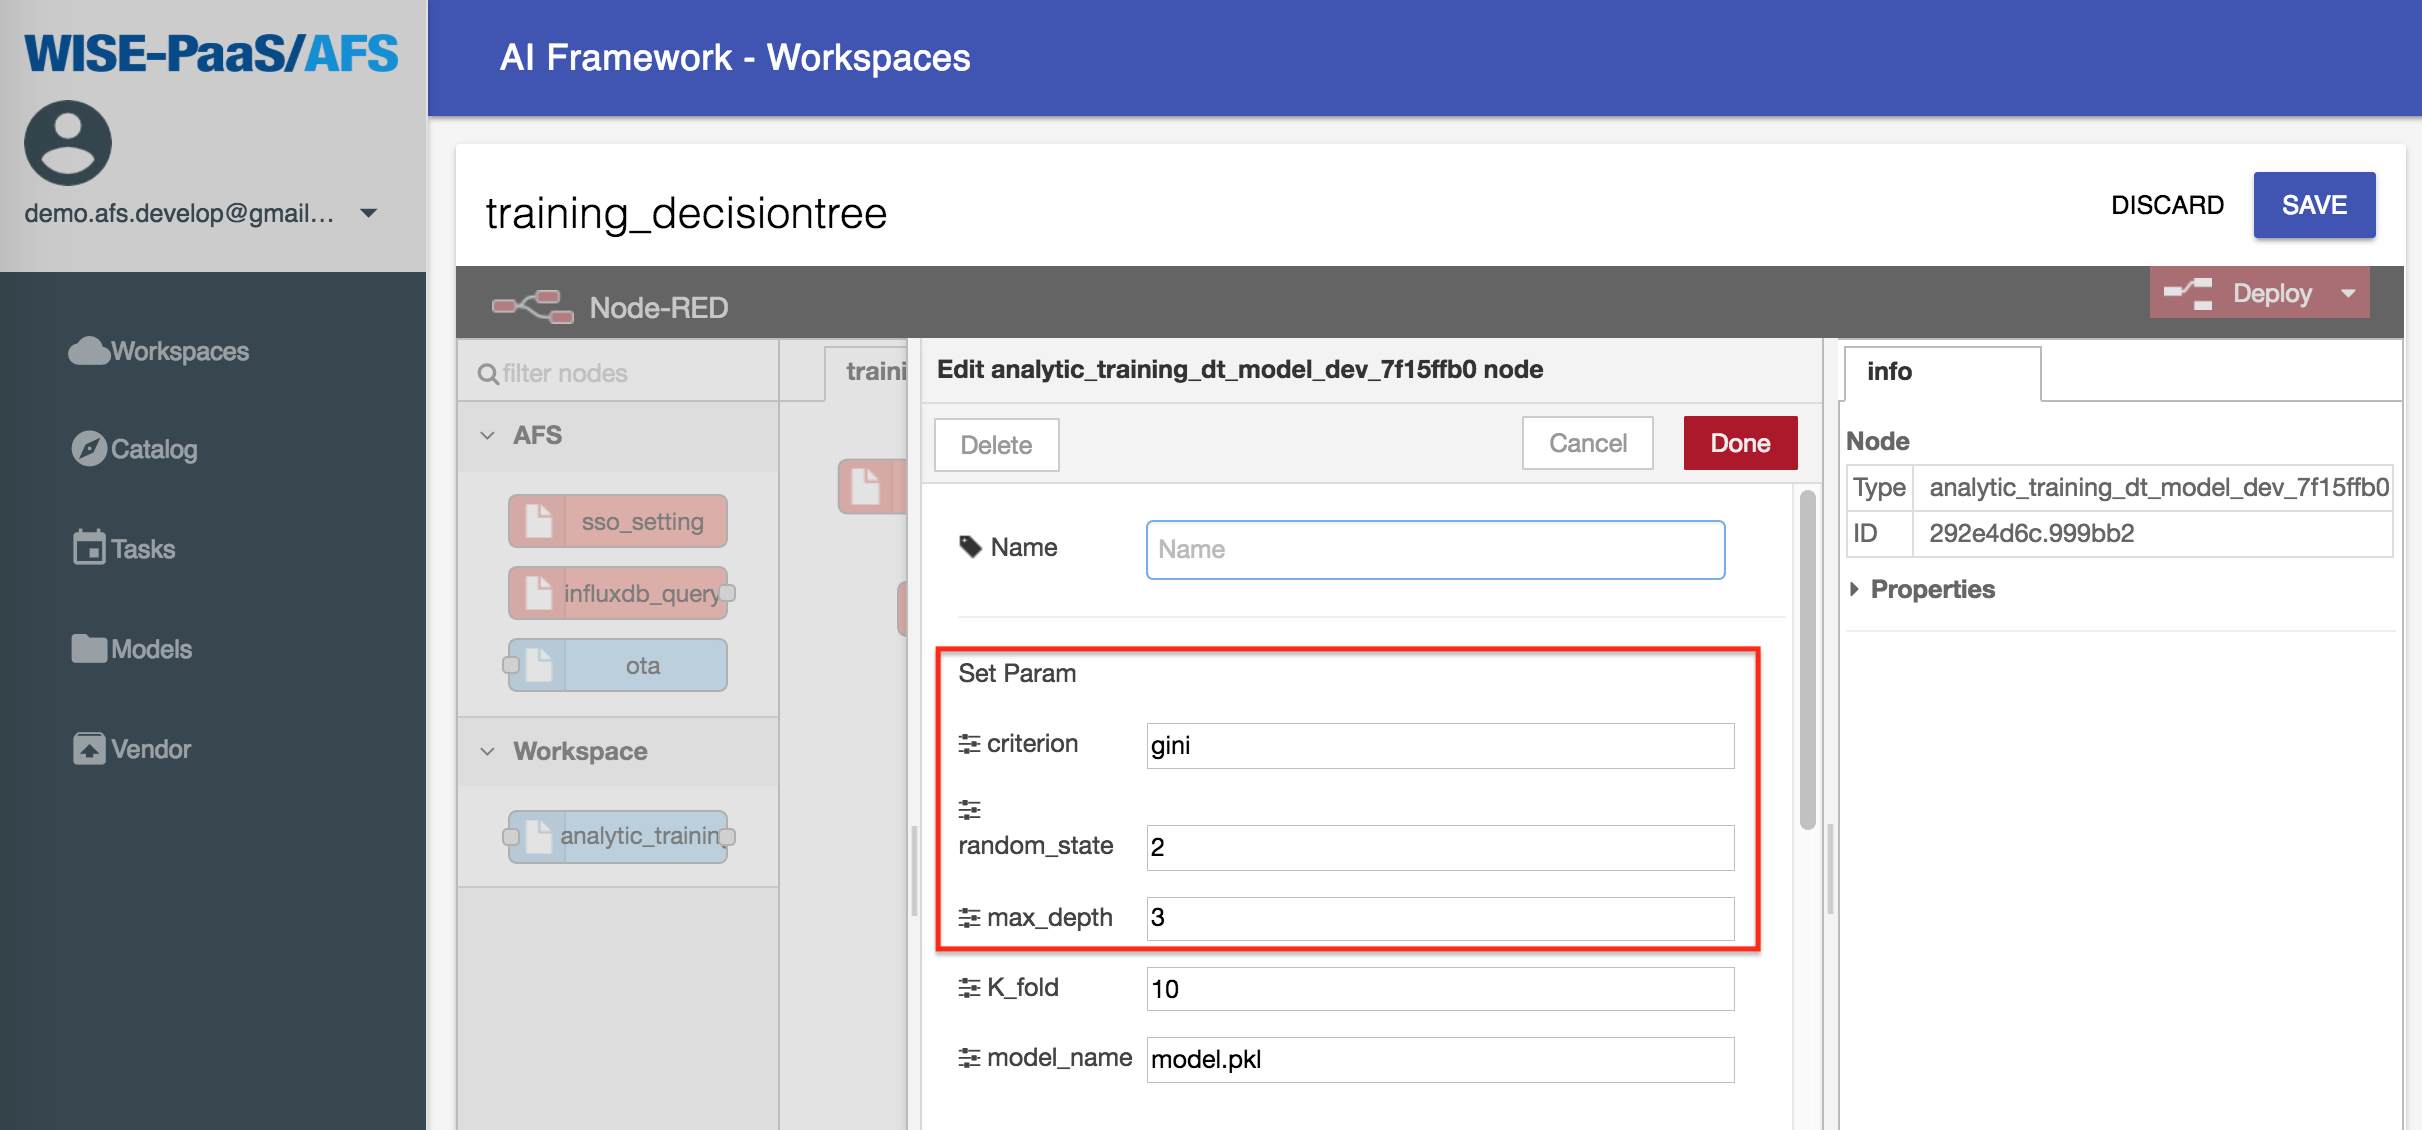 WISE-PaaS/AFS
demo.afs.develop@gmail...
Workspaces
Catalog
Tasks
Models
Vendor
AI Framework - Workspaces
training_decisiontree
DISCARD
SAVE
Node-RED
Deploy
filter nodes
AFS
sso_setting
influxdb_query
ota
Workspace
analytic_trainin
traini
Edit analytic_training_dt_model_dev_7f15ffb0 node
Delete
Cancel
Done
Name
Name
Set Param
criterion
gini
random_state
2
max_depth
3
K_fold
10
model_name
model.pkl
info
Node
Type analytic_training_dt_model_dev_7f15ffb0
ID 292e4d6c.999bb2
Properties